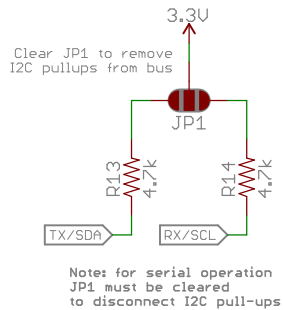 3.3V
Clear JP1 to remove
I2C pullups from bus
JP1
R13
4.7k
R14
4.7k
TX/SDA
RX/SCL
Note: for serial operation
JP1 must be cleared
to disconnect I2C pull-ups